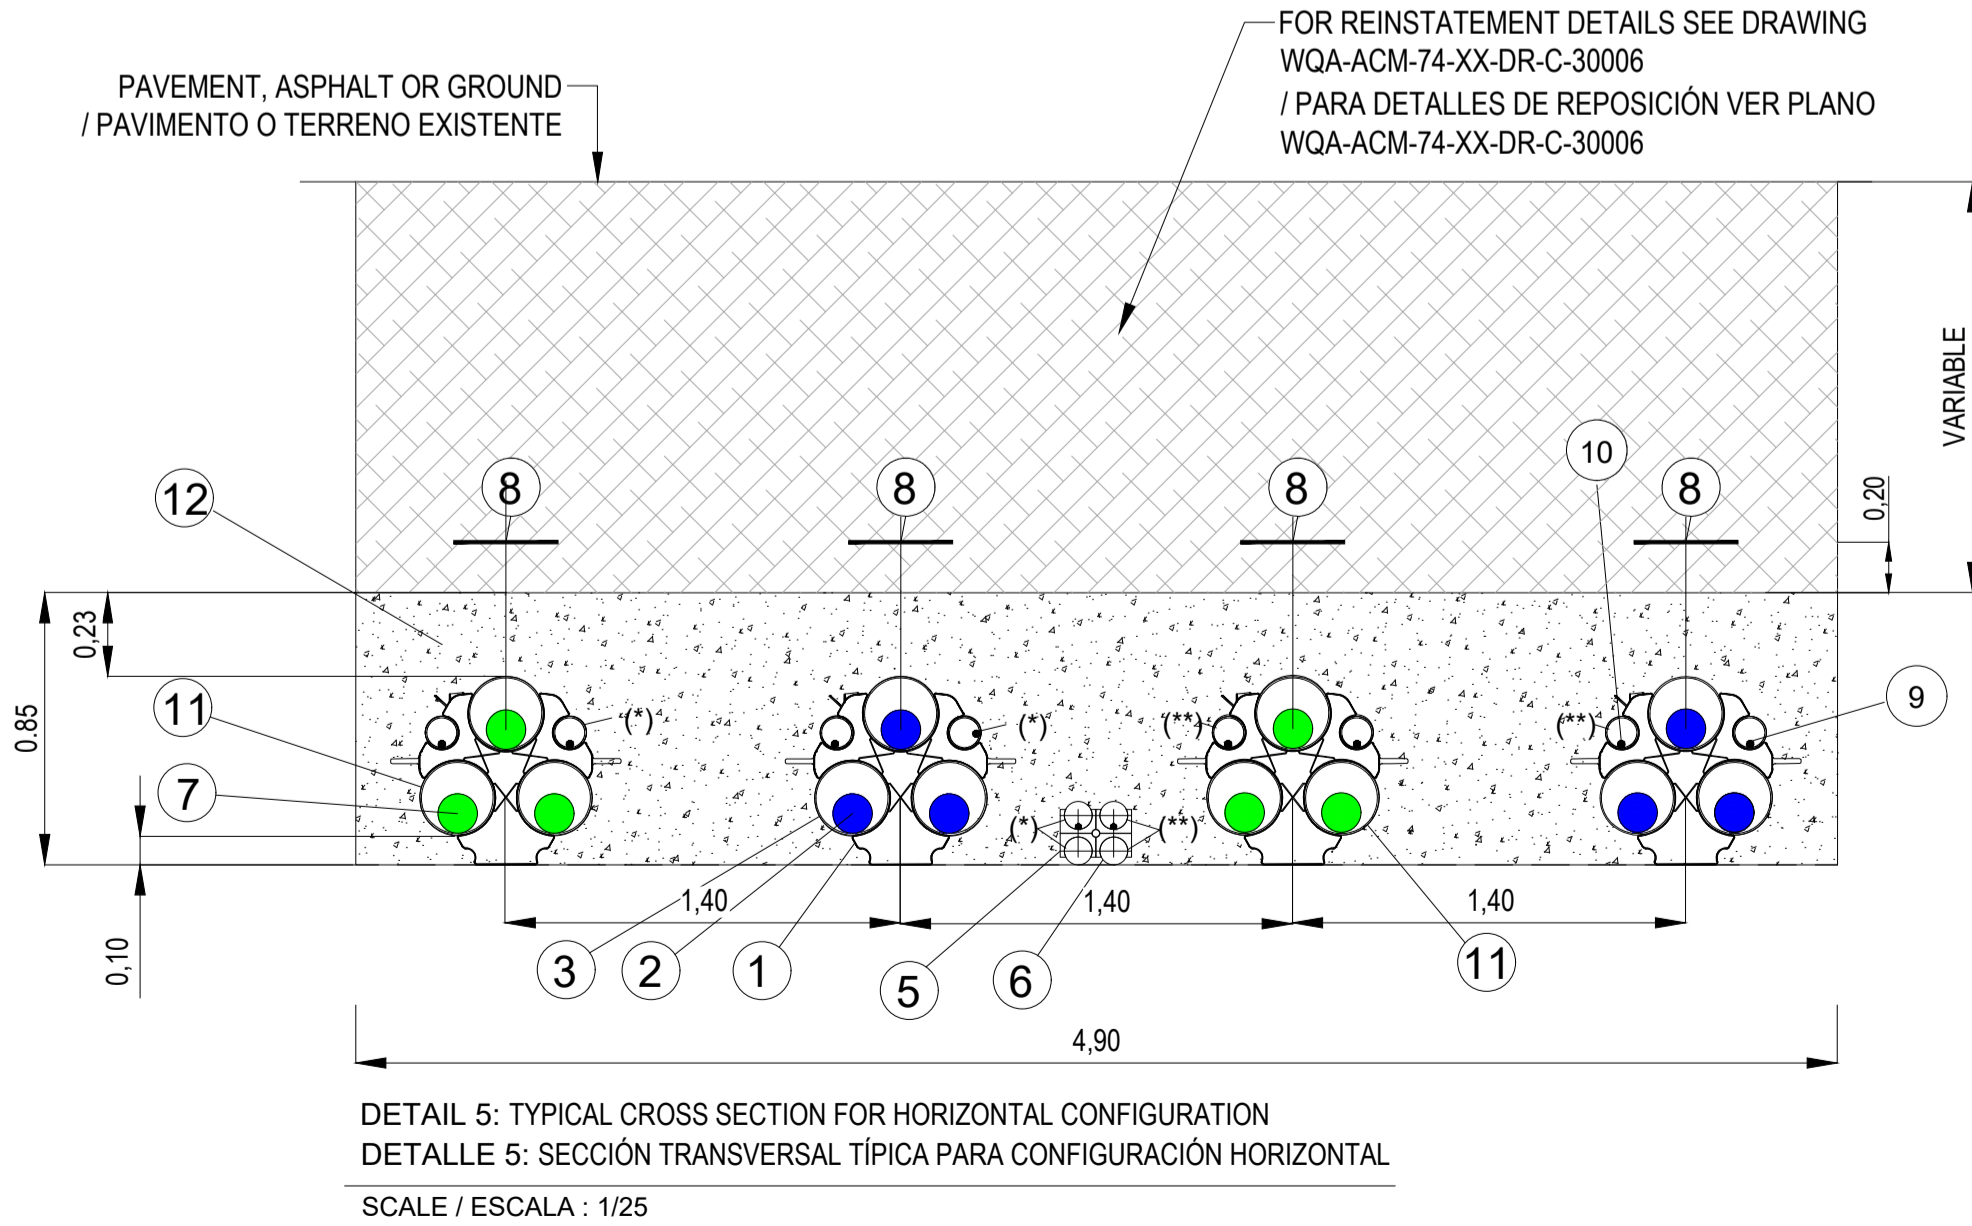 FOR REINSTATEMENT DETAILS SEE DRAWING
WQA-ACM-74-XX-DR-C-30006
/ PARA DETALLES DE REPOSICIÓN VER PLANO
WQA-ACM-74-XX-DR-C-30006
PAVEMENT, ASPHALT OR GROUND
/ PAVIMENTO O TERRENO EXISTENTE
VARIABLE
10
12
8
8
8
8
0,20
0,23
9
11
(*)
(*)
(**)
(**)
0.85
7
(*)
(**)
1,40
1,40
1,40
0,10
3
2
1
5
6
11
4,90
DETAIL 5: TYPICAL CROSS SECTION FOR HORIZONTAL CONFIGURATION
DETALLE 5: SECCIÓN TRANSVERSAL TÍPICA PARA CONFIGURACIÓN HORIZONTAL
SCALE / ESCALA : 1/25